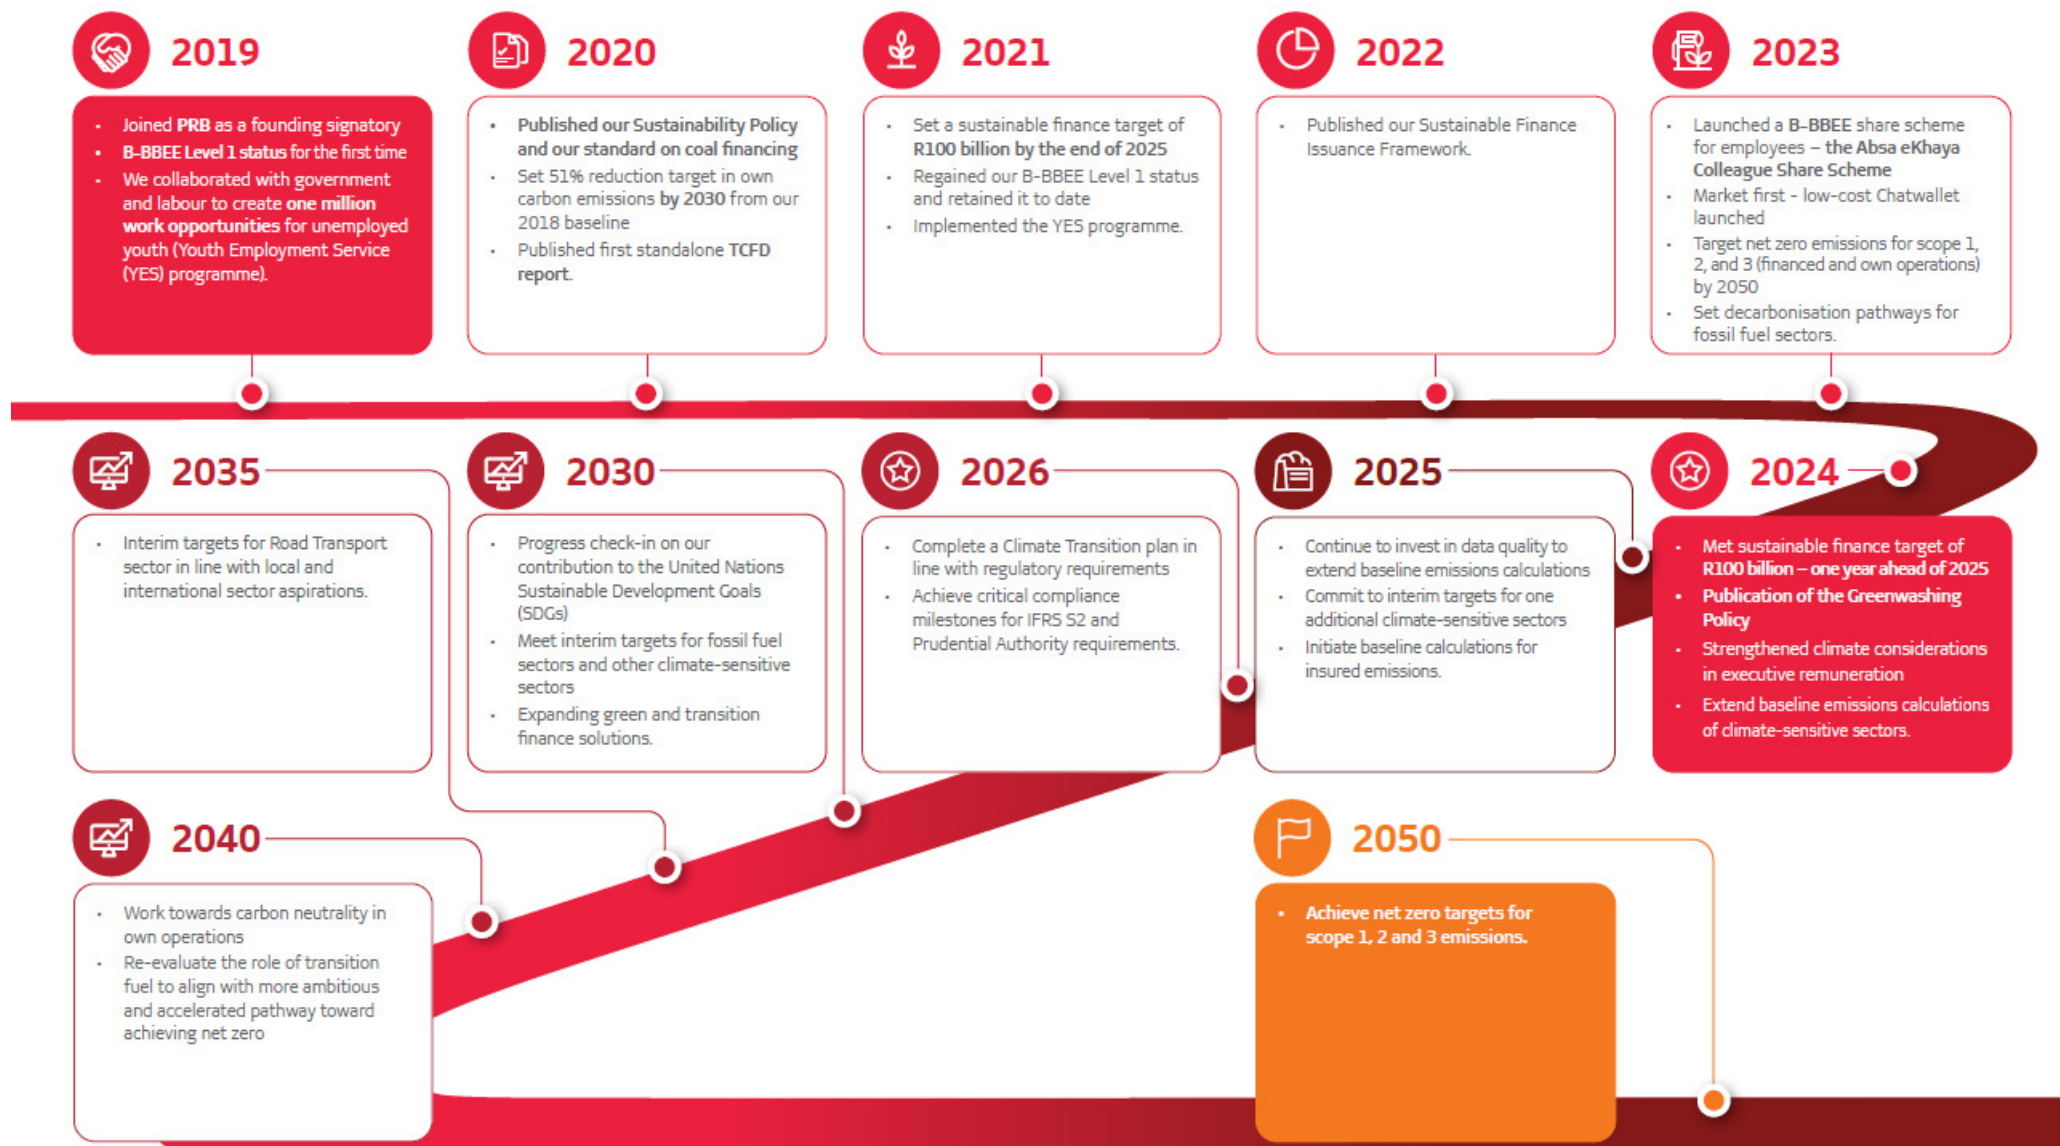 2019
• Joined PRB as a founding signatory
• B-BBEE Level 1 status for the first time
• We collaborated with government
and labour to create one million
work opportunities for unemployed
youth (Youth Employment Service
(YES) programme).
2020
• Published our Sustainability Policy
and our standard on coal financing
• Set 51% reduction target in own
carbon emissions by 2030 from our
2018 baseline
• Published first standalone TCFD
report.
2021
• Set a sustainable finance target of
R100 billion by the end of 2025
• Regained our B-BBEE Level 1 status
and retained it to date
• Implemented the YES programme.
2022
• Published our Sustainable Finance
Issuance Framework.
2023
• Launched a B-BBEE share scheme
for employees – the Absa eKhaya
Colleague Share Scheme
• Market first - low-cost Chatwallet
launched
• Target net zero emissions for scope 1,
2, and 3 (financed and own operations)
by 2050
• Set decarbonisation pathways for
fossil fuel sectors.
2024
• Met sustainable finance target of
R100 billion – one year ahead of 2025
• Publication of the Greenwashing
Policy
• Strengthened climate considerations
in executive remuneration
• Extend baseline emissions calculations
of climate-sensitive sectors.
2025
• Continue to invest in data quality to
extend baseline emissions calculations
• Commit to interim targets for one
additional climate-sensitive sectors
• Initiate baseline calculations for
insured emissions.
2026
• Complete a Climate Transition plan in
line with regulatory requirements
• Achieve critical compliance
milestones for IFRS S2 and
Prudential Authority requirements.
2030
• Progress check-in on our
contribution to the United Nations
Sustainable Development Goals
(SDGs)
• Meet interim targets for fossil fuel
sectors and other climate-sensitive
sectors
• Expanding green and transition
finance solutions.
2035
• Interim targets for Road Transport
sector in line with local and
international sector aspirations.
2040
• Work towards carbon neutrality in
own operations
• Re-evaluate the role of transition
fuel to align with more ambitious
and accelerated pathway toward
achieving net zero
2050
• Achieve net zero targets for
scope 1, 2 and 3 emissions.